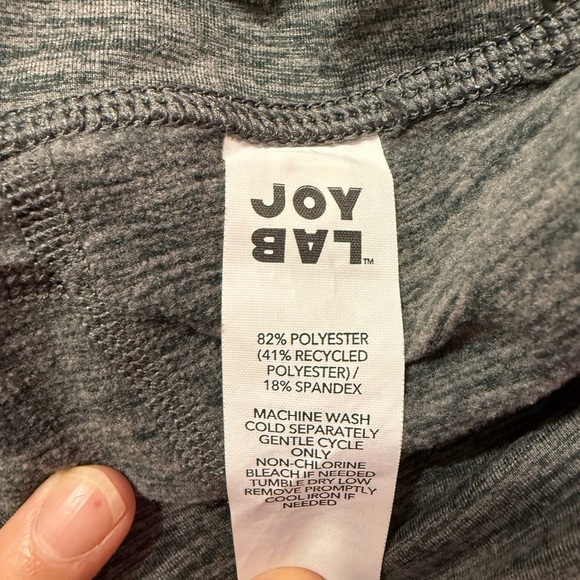 JOY
LAB™
82% POLYESTER
(41% RECYCLED
POLYESTER) /
18% SPANDEX
MACHINE WASH
COLD SEPARATELY
GENTLE CYCLE
ONLY
NON-CHLORINE
BLEACH IF NEEDED
TUMBLE DRY LOW
REMOVE PROMPTLY
COOL IRON IF
NEEDED